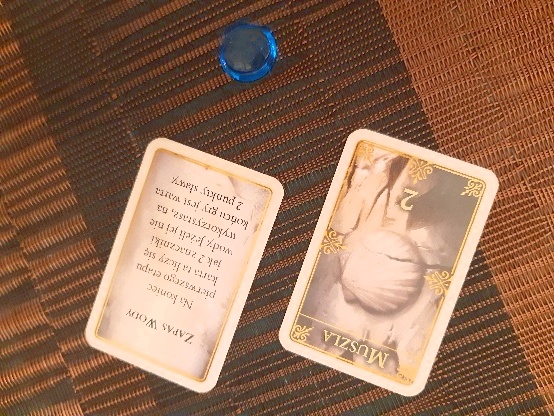 Zapas Wody
Na koniec
pierwszego etapu
karta ta liczy się
jak 2 znaczniki
wody. Jeżeli jej nie
wykorzystasz, na
końcu gry jest warta
2 punkty sławy.
Muszla
2